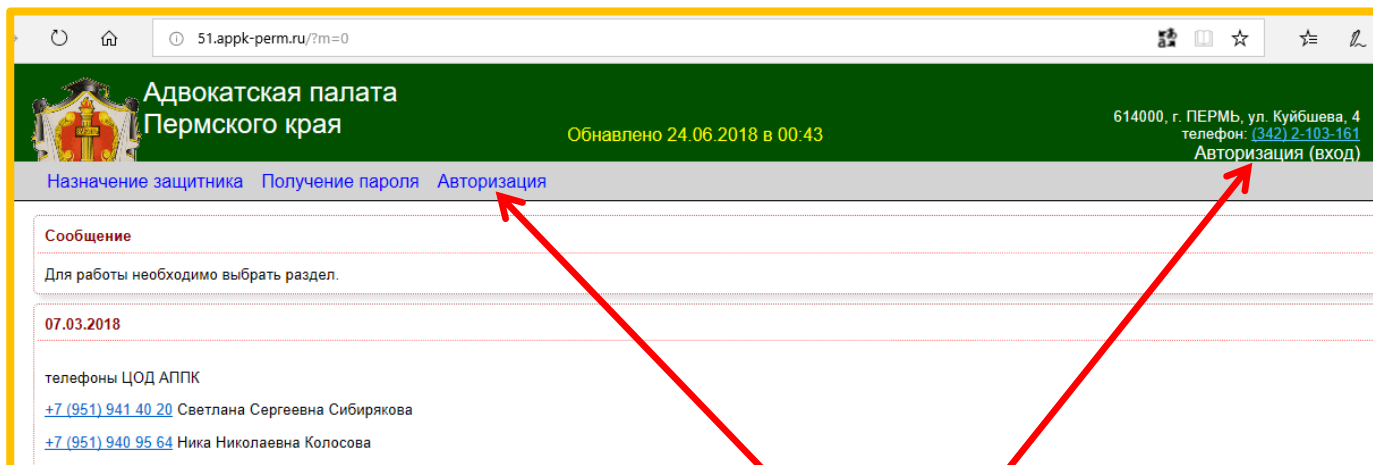 51.appk-perm.ru/?m=0
Адвокатская палата
Пермского края
Обнавлено 24.06.2018 в 00:43
614000, г. ПЕРМЬ, ул. Куйбшева, 4
телефон: (342) 2-103-161
Авторизация (вход)
Назначение защитника Получение пароля Авторизация
Сообщение
Для работы необходимо выбрать раздел.
07.03.2018
телефоны ЦОД АППК
+7 (951) 941 40 20 Светлана Сергеевна Сибирякова
+7 (951) 940 95 64 Ника Николаевна Колосова